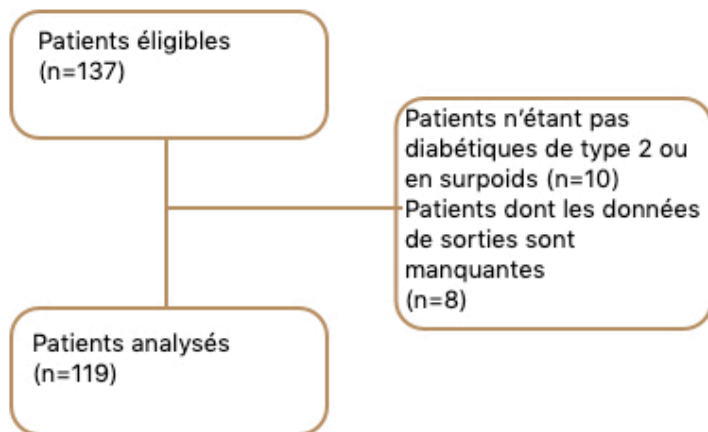 Patients éligibles
(n=137)
Patients n'étant pas
diabétiques de type 2 ou
en surpoids (n=10)
Patients dont les données
de sorties sont
manquantes
(n=8)
Patients analysés
(n=119)